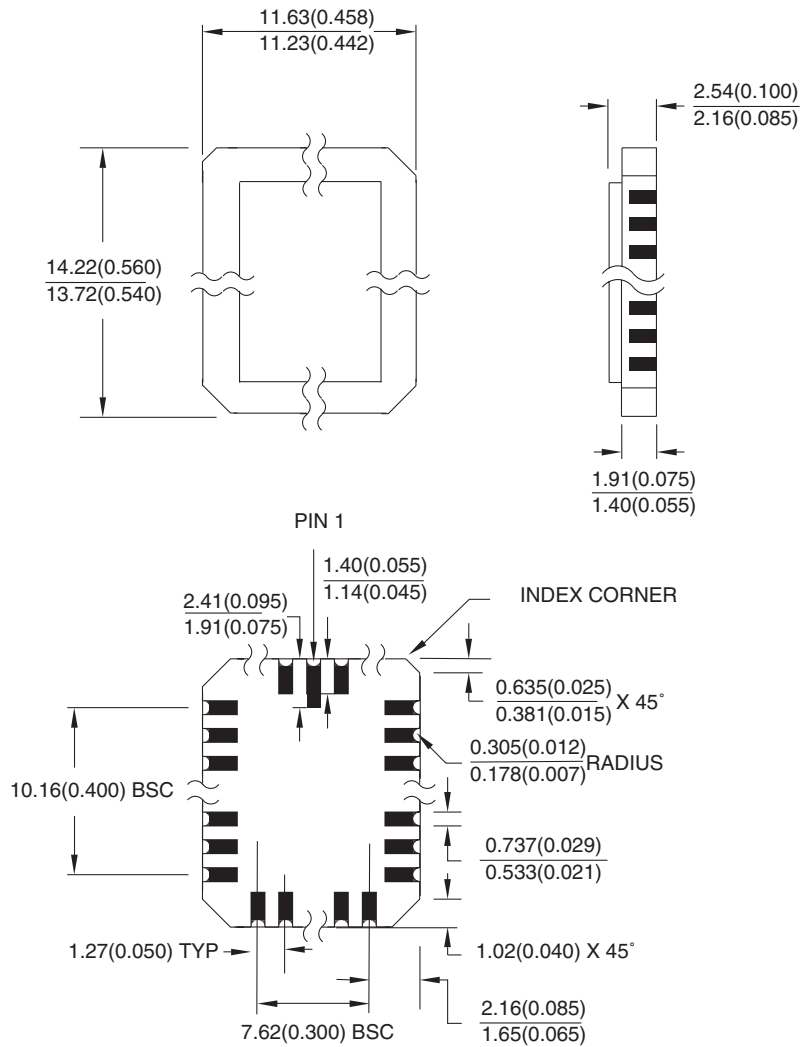 11.63(0.458)
11.23(0.442)
2.54(0.100)
2.16(0.085)
14.22(0.560)
13.72(0.540)
1.91(0.075)
1.40(0.055)
PIN 1
1.40(0.055)
1.14(0.045)
INDEX CORNER
2.41(0.095)
1.91(0.075)
0.635(0.025)
0.381(0.015) X 45°
0.305(0.012)
0.178(0.007) RADIUS
10.16(0.400) BSC
0.737(0.029)
0.533(0.021)
1.27(0.050) TYP
1.02(0.040) X 45°
2.16(0.085)
1.65(0.065)
7.62(0.300) BSC